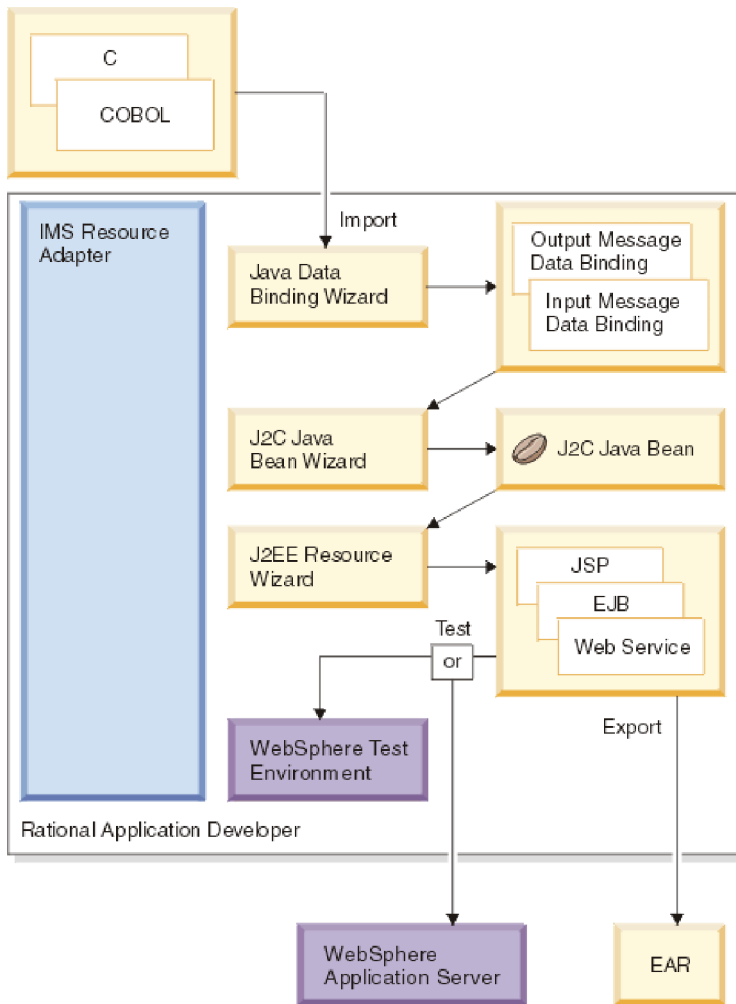 C
COBOL
IMS Resource
Adapter
Import
Java Data
Binding Wizard
Output Message
Data Binding
Input Message
Data Binding
J2C Java
Bean Wizard
J2C Java Bean
J2EE Resource
Wizard
JSP
EJB
Web Service
Test
or
WebSphere Test
Environment
Export
Rational Application Developer
WebSphere
Application Server
EAR